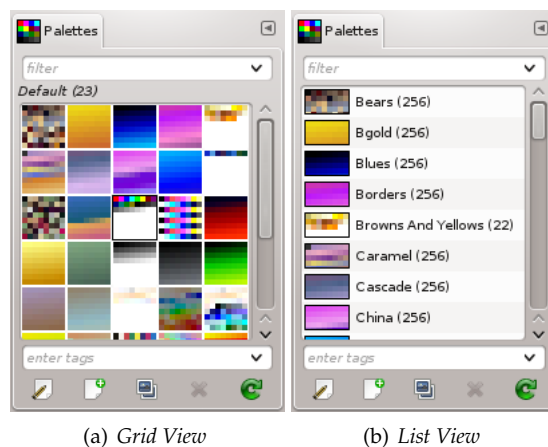 Palettes
filter
Default (23)
enter tags
(a) Grid View
Palettes
filter
Bears (256)
Bgold (256)
Blues (256)
Borders (256)
Browns And Yellows (22)
Caramel (256)
Cascade (256)
China (256)
enter tags
(b) List View